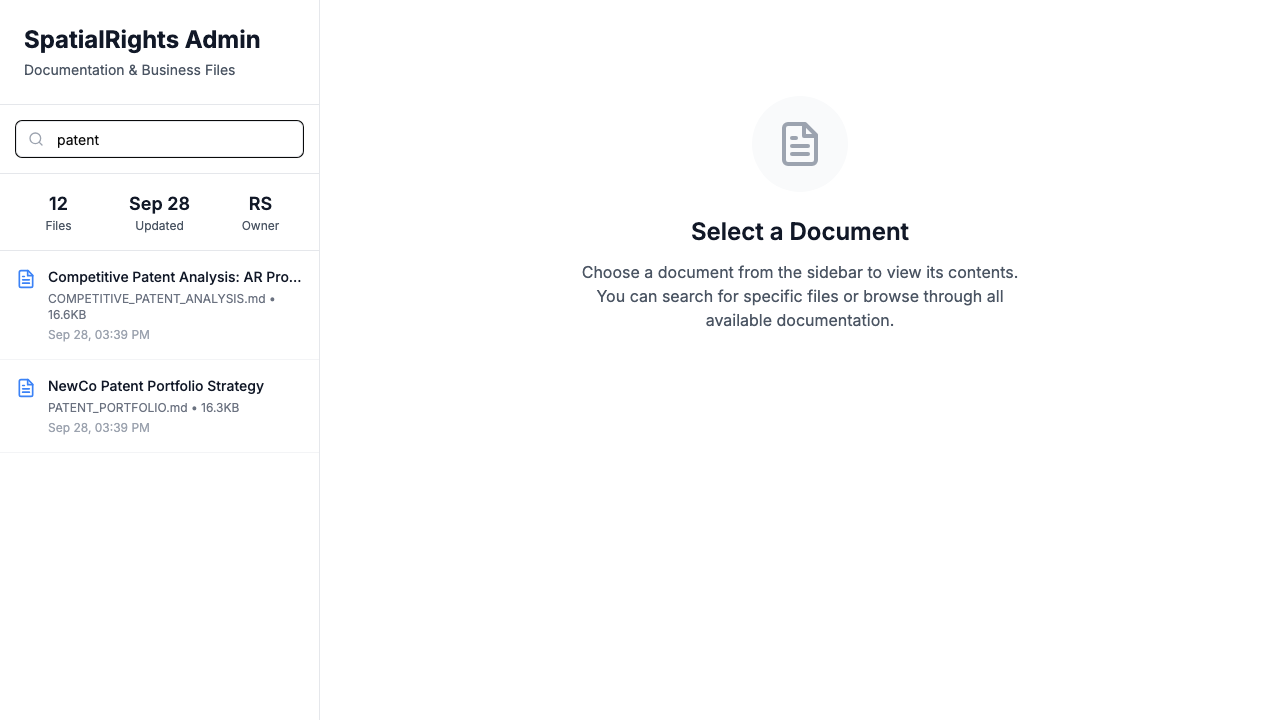 SpatialRights Admin
Documentation & Business Files
patent
12
Files
Sep 28
Updated
RS
Owner
Competitive Patent Analysis: AR Pro...
COMPETITIVE_PATENT_ANALYSIS.md •
16.6KB
Sep 28, 03:39 PM
NewCo Patent Portfolio Strategy
PATENT_PORTFOLIO.md • 16.3KB
Sep 28, 03:39 PM
Select a Document
Choose a document from the sidebar to view its contents.
You can search for specific files or browse through all
available documentation.